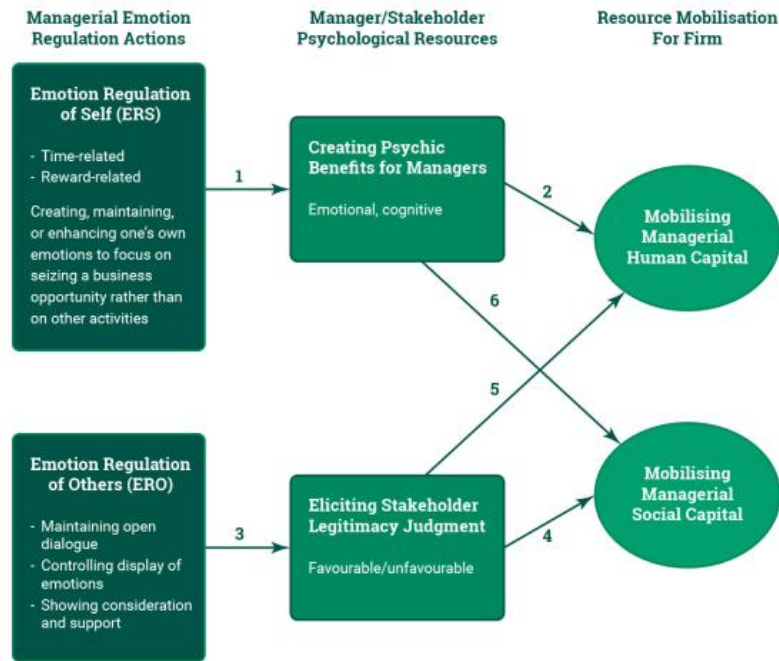 Managerial Emotion
Regulation Actions
Manager/Stakeholder
Psychological Resources
Resource Mobilisation
For Firm
Emotion Regulation
of Self (ERS)
- Time-related
- Reward-related
Creating, maintaining,
or enhancing one's own
emotions to focus on
seizing a business
opportunity rather than
on other activities
1
Creating Psychic
Benefits for Managers
Emotional, cognitive
2
Mobilising
Managerial
Human Capital
6
5
Emotion Regulation
of Others (ERO)
- Maintaining open
dialogue
- Controlling display of
emotions
- Showing consideration
and support
3
Eliciting Stakeholder
Legitimacy Judgment
Favourable/unfavourable
4
Mobilising
Managerial
Social Capital